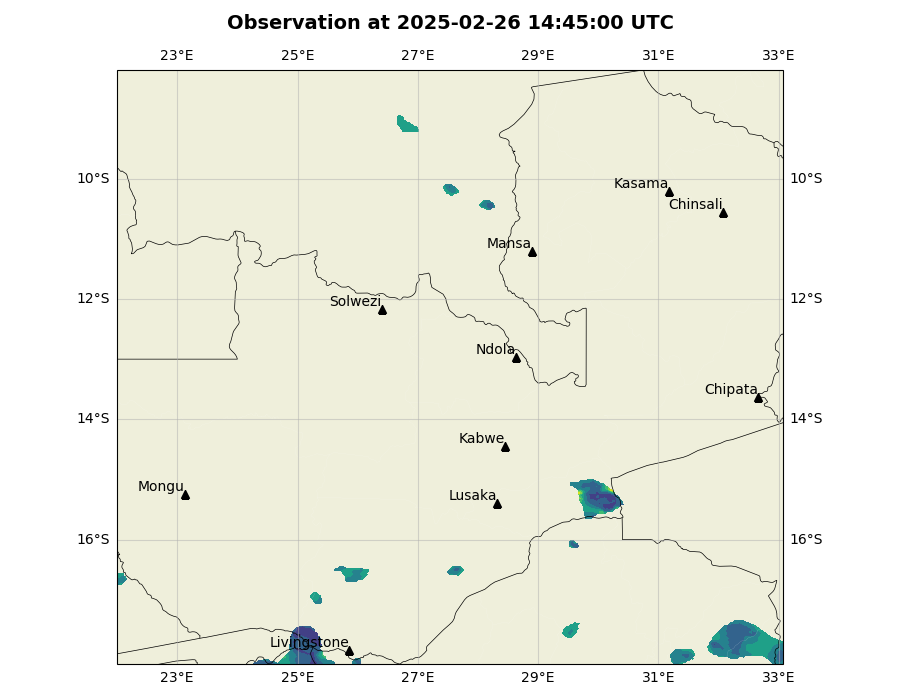 Observation at 2025-02-26 14:45:00 UTC
23°E 25°E 27°E 29°E 31°E 33°E
10°S 10°S
Kasama
Chinsali
Mansa
12°S 12°S
Solwezi
Ndola
Chipata
14°S 14°S
Kabwe
Mongu
Lusaka
16°S 16°S
Livingstone
23°E 25°E 27°E 29°E 31°E 33°E